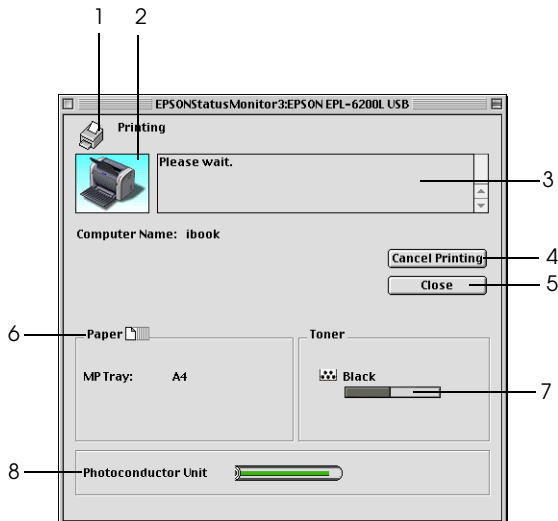 1
2
EPSONStatusMonitor3:EPSON EPL-6200L USB
Printing
Please wait.
3
Computer Name: ibook
Cancel Printing
4
Close
5
6
Paper
Toner
MP Tray: A4
Black
7
8
Photoconductor Unit